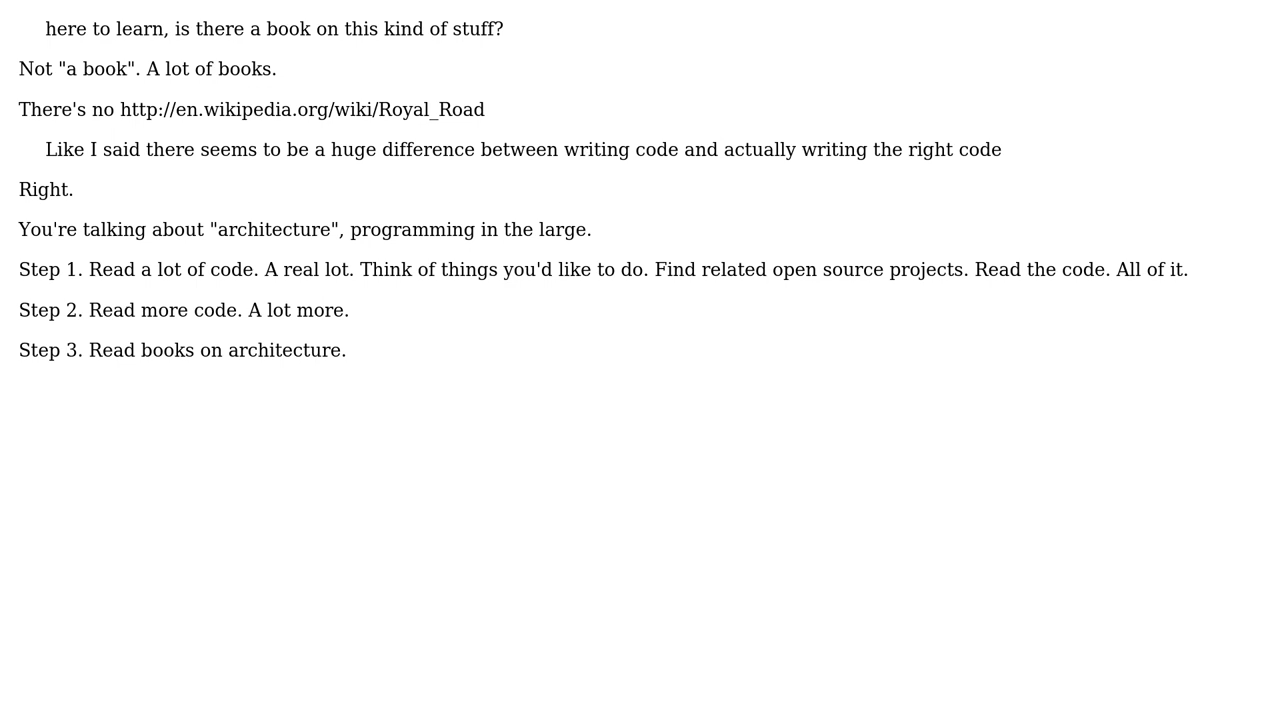 here to learn, is there a book on this kind of stuff?
Not "a book". A lot of books.
There's no http://en.wikipedia.org/wiki/Royal_Road
Like I said there seems to be a huge difference between writing code and actually writing the right code
Right.
You're talking about "architecture", programming in the large.
Step 1. Read a lot of code. A real lot. Think of things you'd like to do. Find related open source projects. Read the code. All of it.
Step 2. Read more code. A lot more.
Step 3. Read books on architecture.